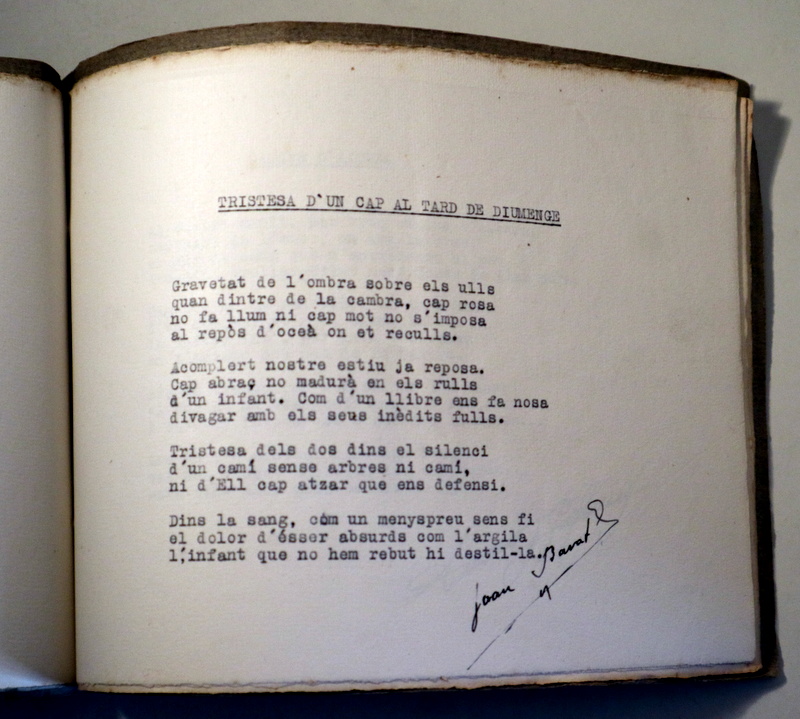 TRISTESA D'UN CAP AL TARD DE DIUMENGE
Gravetat de l'ombra sobre els ulls
quan dintre de la cambra, cap rosa
no fa llum ni cap mot no s'imposa
al repòs d'oceà on et reculls.
Acomplert nostre estiu ja reposa.
Cap abraç no madurà en els rulls
d'un infant. Com d'un llibre ens fa nosa
divagar amb els seus inèdits fulls.
Tristesa dels dos dins el silenci
d'un camí sense arbres ni camí,
ni d'Ell cap atzar que ens defensi.
Dins la sang, cóm un menyspreu sens fi
el dolor d'ésser absurds com l'argila
l'infant que no hem rebut hi destil-la.
Joan Barat